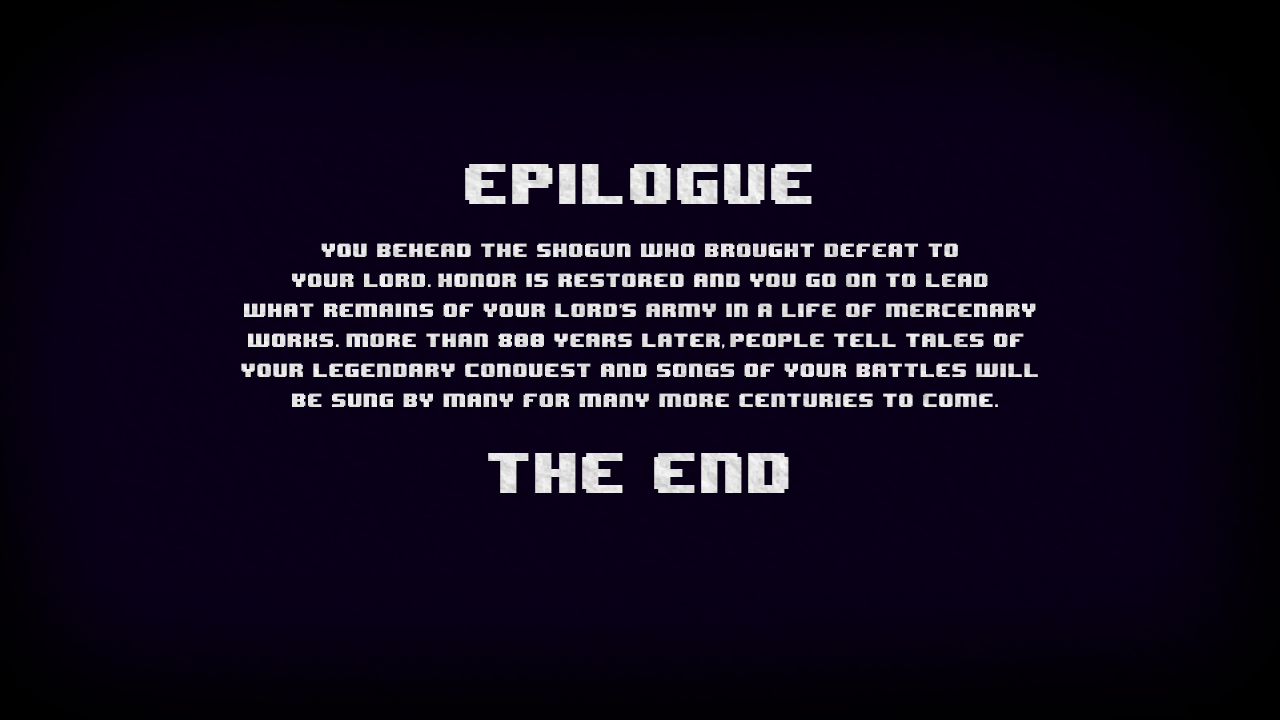 EPILOGUE
YOU BEHEAD THE SHOGUN WHO BROUGHT DEFEAT TO
YOUR LORD. HONOR IS RESTORED AND YOU GO ON TO LEAD
WHAT REMAINS OF YOUR LORD'S ARMY IN A LIFE OF MERCENARY
WORKS. MORE THAN 800 YEARS LATER, PEOPLE TELL TALES OF
YOUR LEGENDARY CONQUEST AND SONGS OF YOUR BATTLES WILL
BE SUNG BY MANY FOR MANY MORE CENTURIES TO COME.
THE END